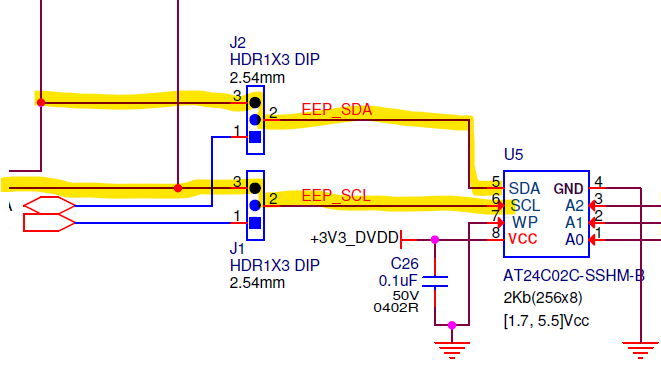 J2
HDR1X3 DIP
2.54mm
3
2
1
EEP_SDA
3
2
1
EEP_SCL
J1
HDR1X3 DIP
2.54mm
U5
5 SDA GND 4
6 SCL A2 3
7 WP A1 2
8 VCC A0 1
+3V3_DVDD
C26
0.1uF
50V
0402R
AT24C02C-SSHM-B
2Kb(256x8)
[1.7, 5.5]Vcc